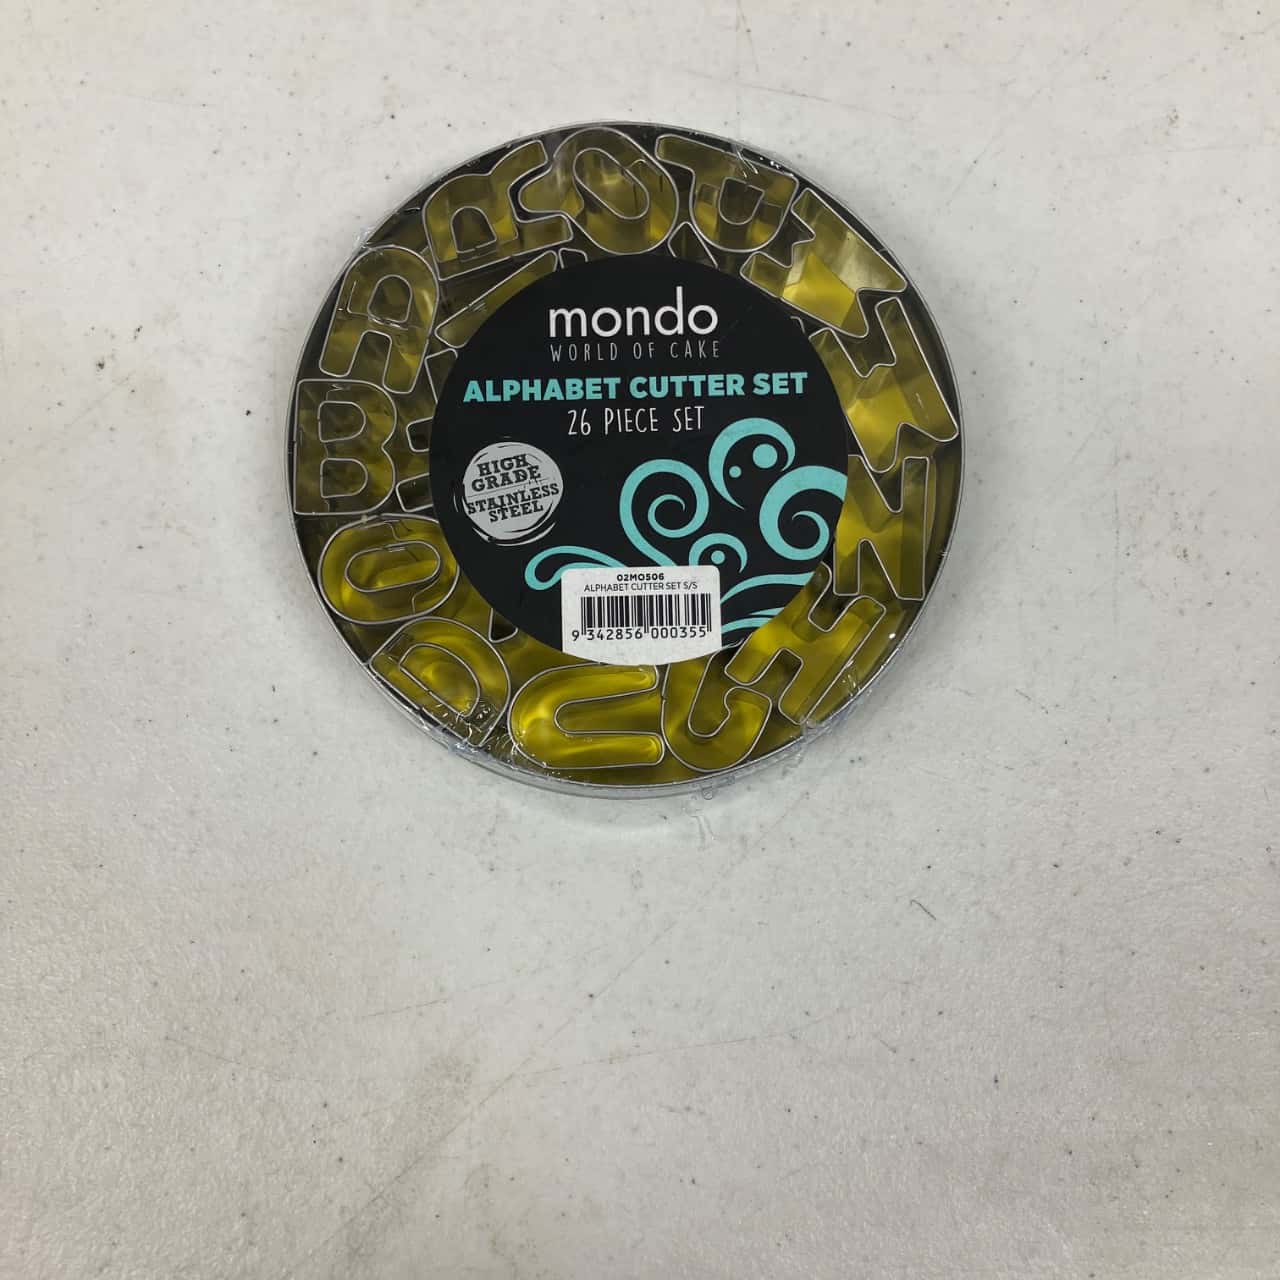 mondo
WORLD OF CAKE
ALPHABET CUTTER SET
26 PIECE SET
HIGH
GRADE
STAINLESS
STEEL
02MO506
ALPHABET CUTTER SET S/S
9 342856 000355